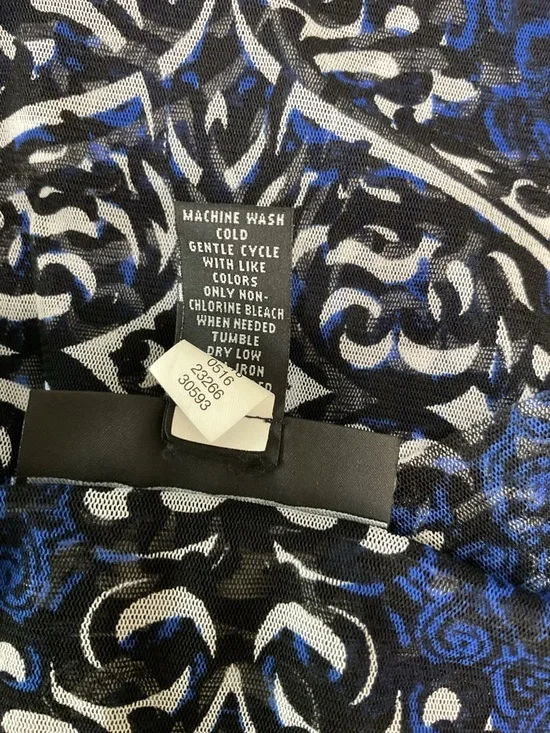 MACHINE WASH
COLD
GENTLE CYCLE
WITH LIKE
COLORS
ONLY NON-
CHLORINE BLEACH
WHEN NEEDED
TUMBLE
DRY LOW
IRON
0516
23266
30593